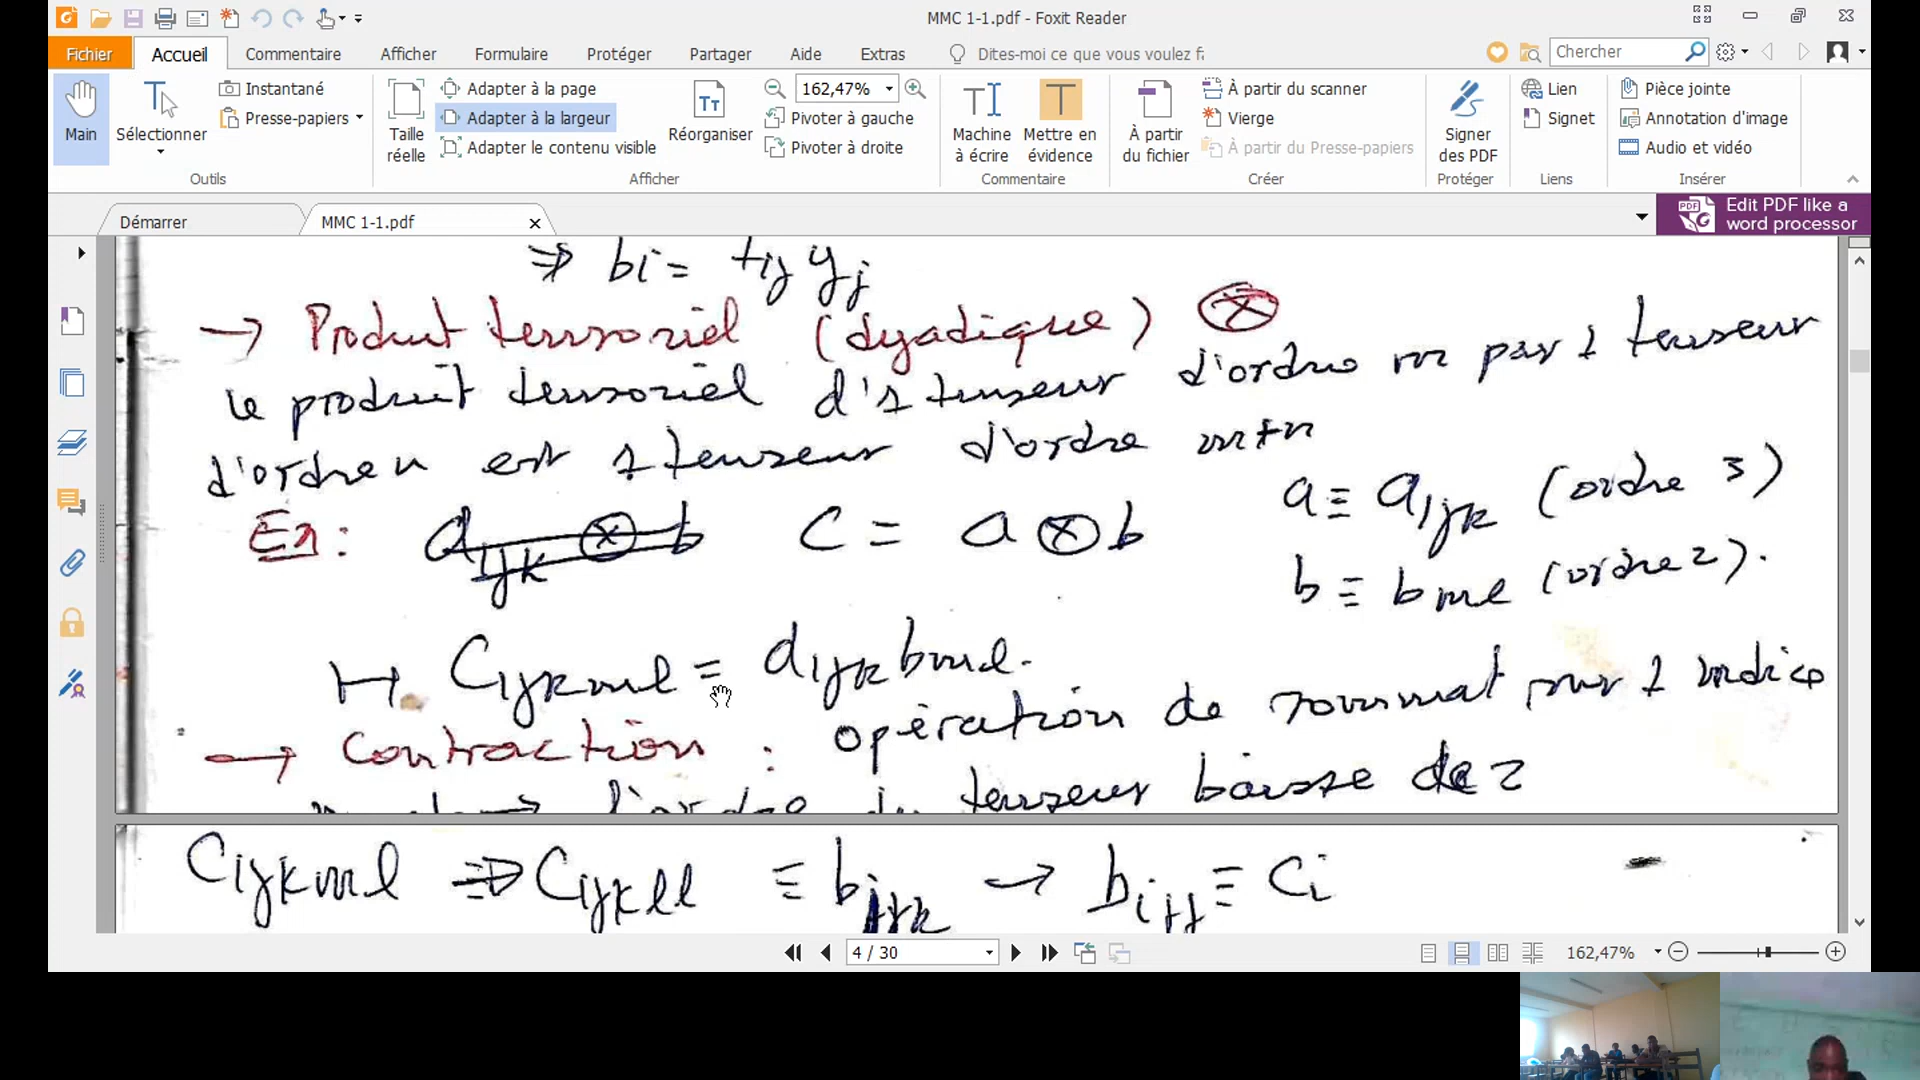 MMC 1-1.pdf - Foxit Reader
Fichier Accueil Commentaire Afficher Formulaire Protéger Partager Aide Extras Dites-moi ce que vous voulez f Chercher
Main
Sélectionner
Instantané
Presse-papiers
Outils
Taille réelle
Adapter à la page
Adapter à la largeur
Adapter le contenu visible
Réorganiser
162,47%
Pivoter à gauche
Pivoter à droite
Afficher
Machine à écrire
Mettre en évidence
Commentaire
À partir du fichier
À partir du scanner
Vierge
À partir du Presse-papiers
Créer
Signer des PDF
Protéger
Lien
Signet
Liens
Pièce jointe
Annotation d'image
Audio et vidéo
Insérer
Démarrer
MMC 1-1.pdf
Edit PDF like a
word processor
⇒ bi = tij yj
→ Produit tensoriel (dyadique) ⊗
le produit tensoriel d'1 tenseur d'ordre m par 1 tenseur
d'ordre n est 1 tenseur d'ordre m+n
Ex: aijk ⊗ b C = a ⊗ b a ≡ aijk (ordre 3)
b ≡ bml (ordre 2).
↦ Cijkml = aijk bml.
→ Contraction : opération de sommat sur 1 indice
→ l'ordre du tenseur baisse de 2
Cijkml ⇒ Cijkll ≡ bijk → bijj ≡ Ci
4 / 30
162,47%